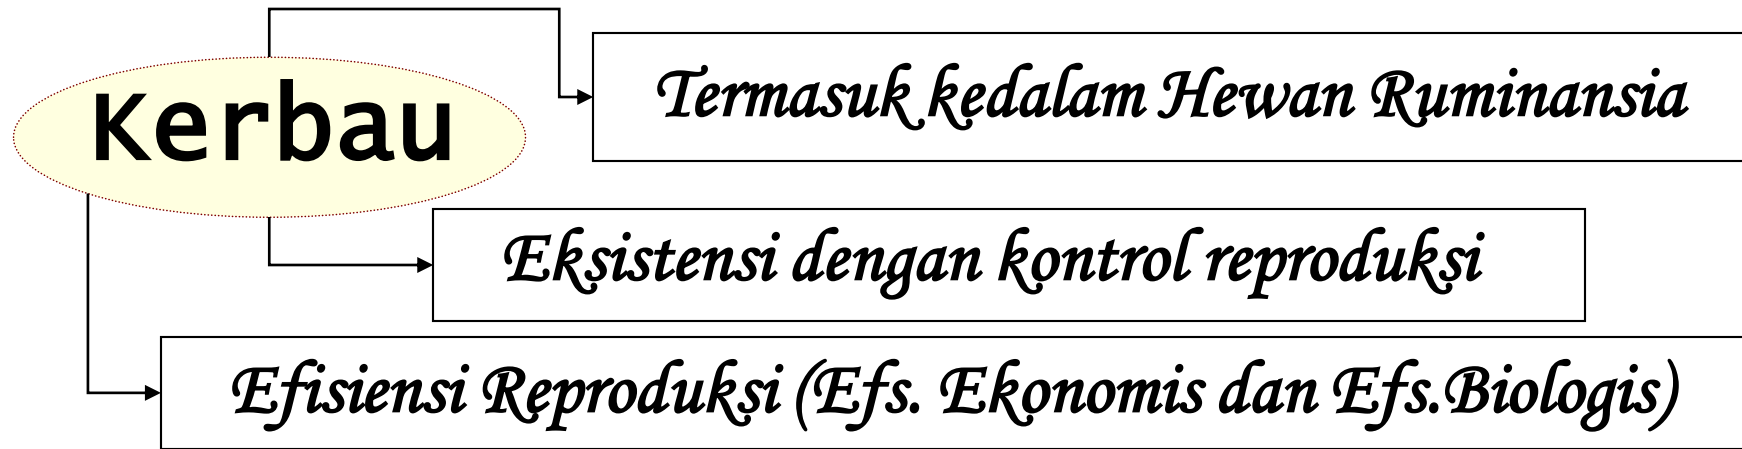 Kerbau
Termasuk kedalam Hewan Ruminansia
Eksistensi dengan kontrol reproduksi
Efisiensi Reproduksi (Efs. Ekonomis dan Efs.Biologis)